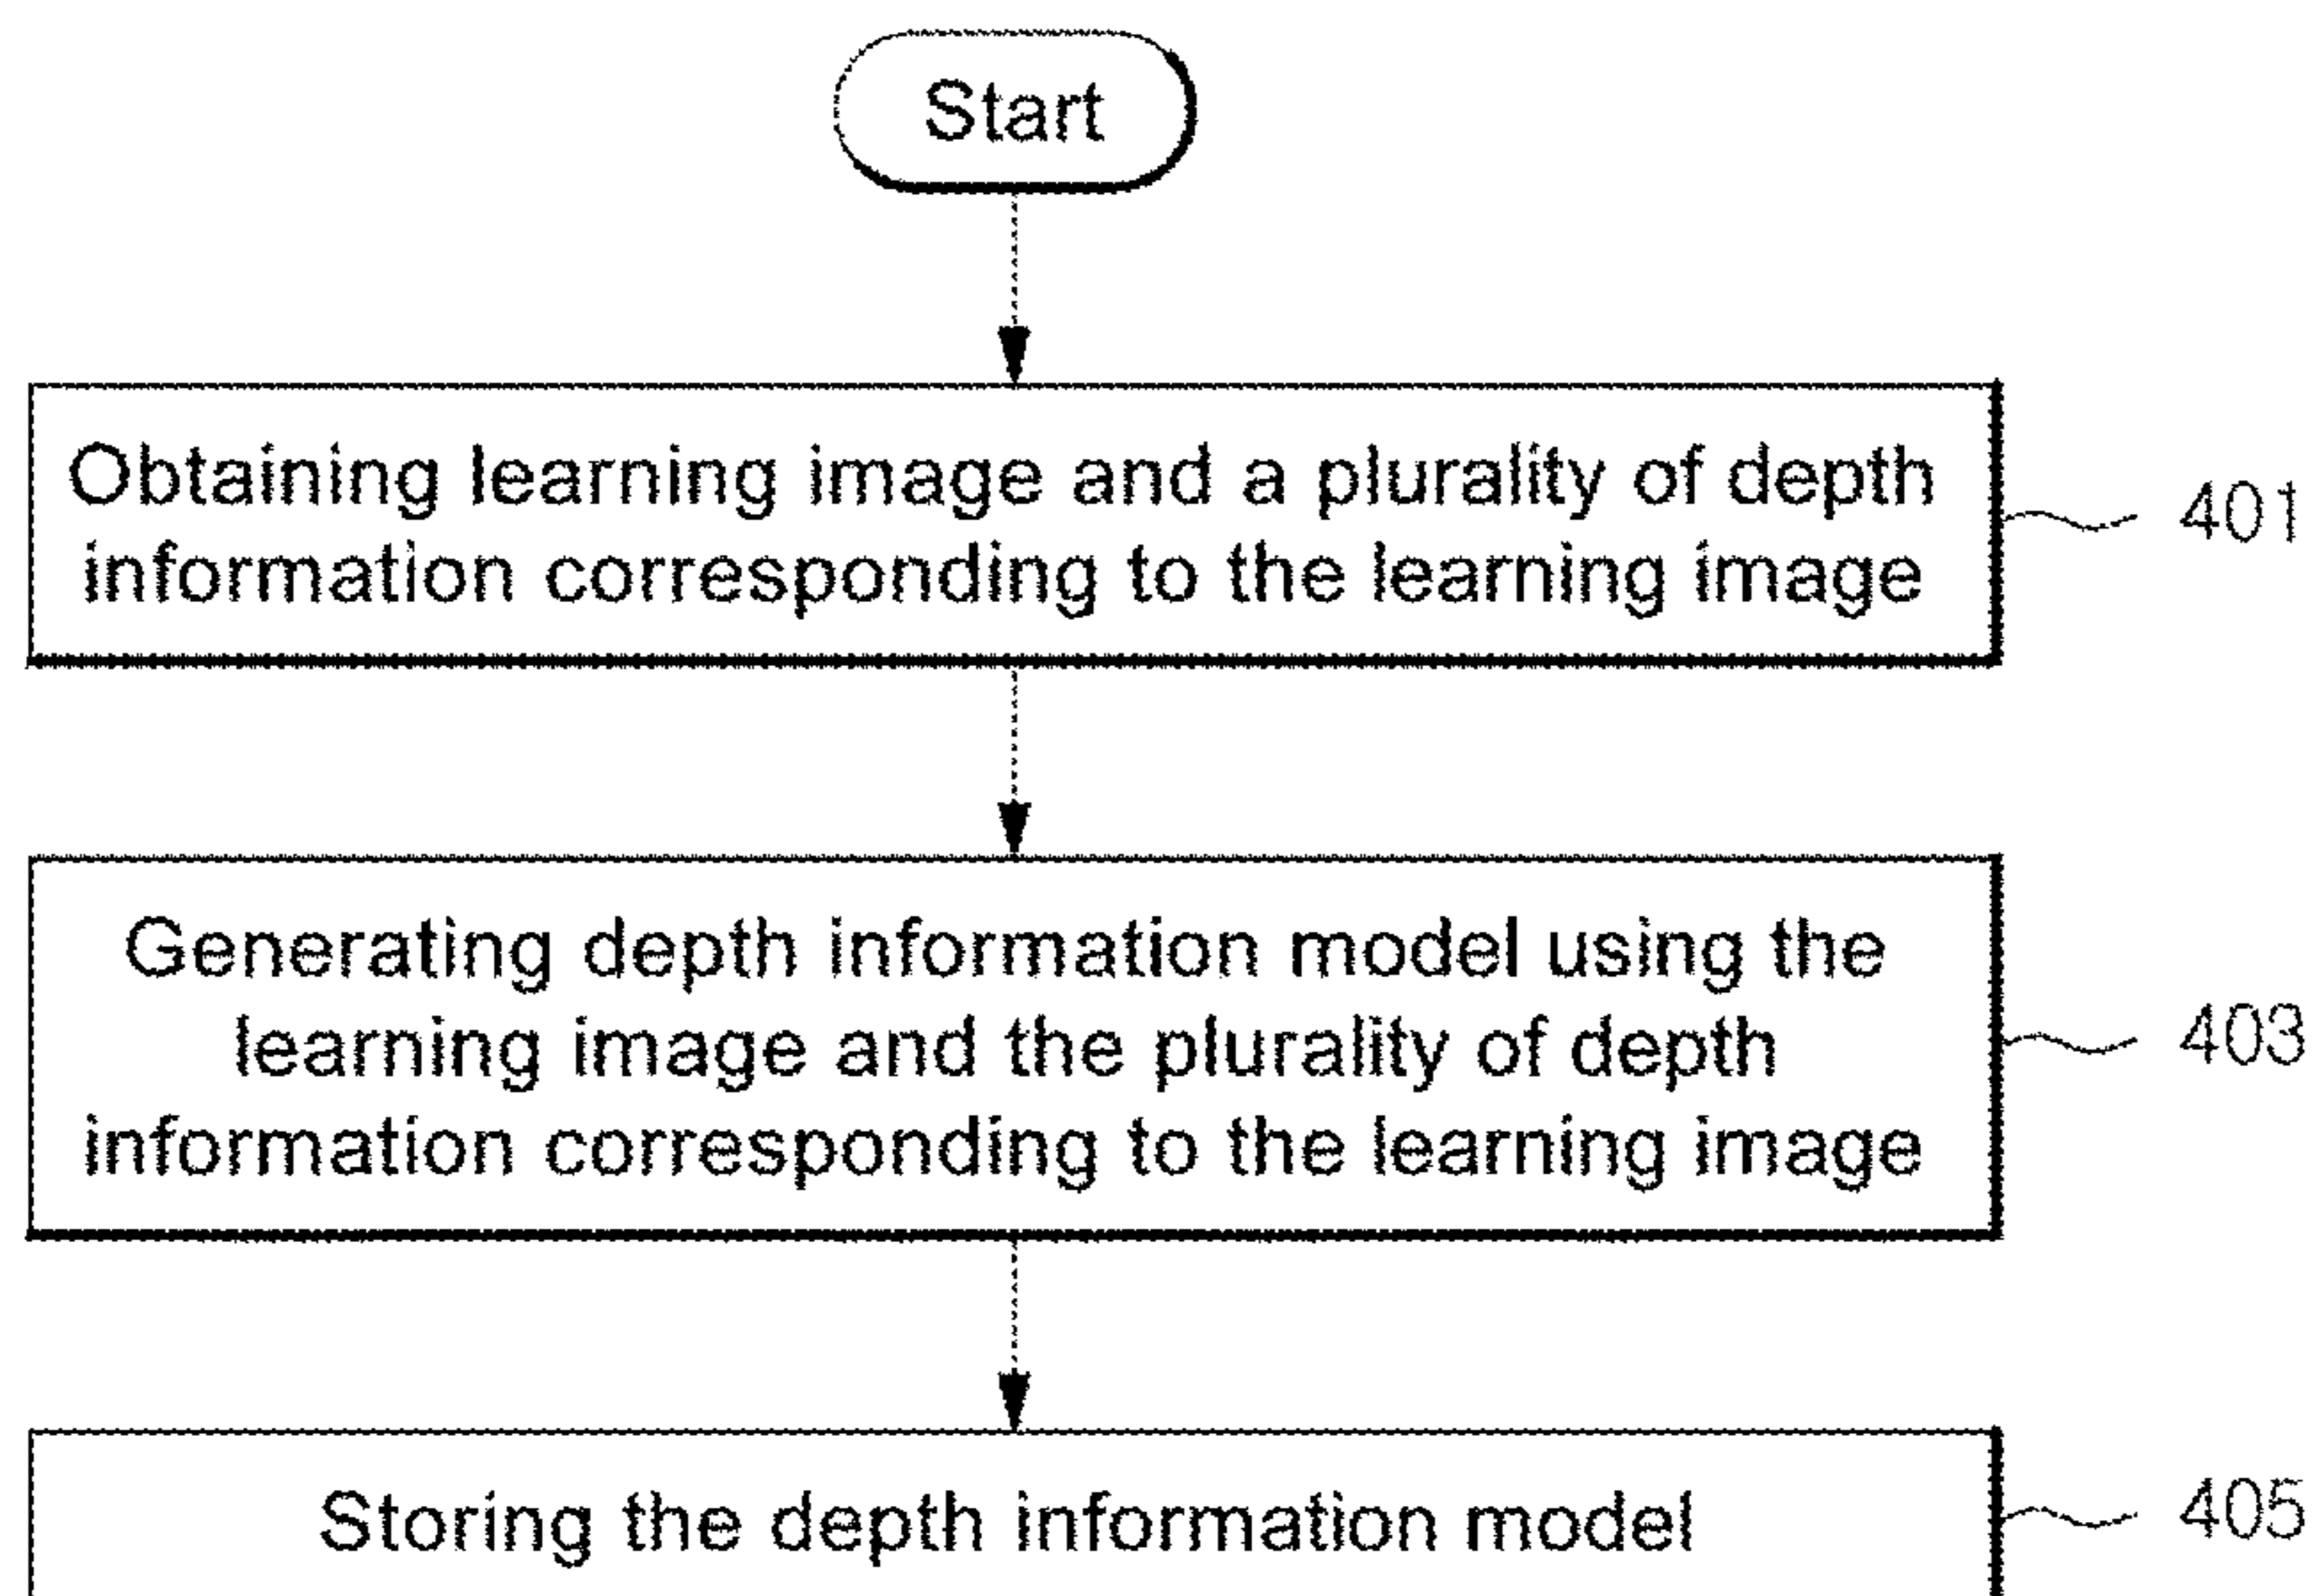 Start
Obtaining learning image and a plurality of depth
information corresponding to the learning image
401
Generating depth information model using the
learning image and the plurality of depth
information corresponding to the learning image
403
Storing the depth information model
405